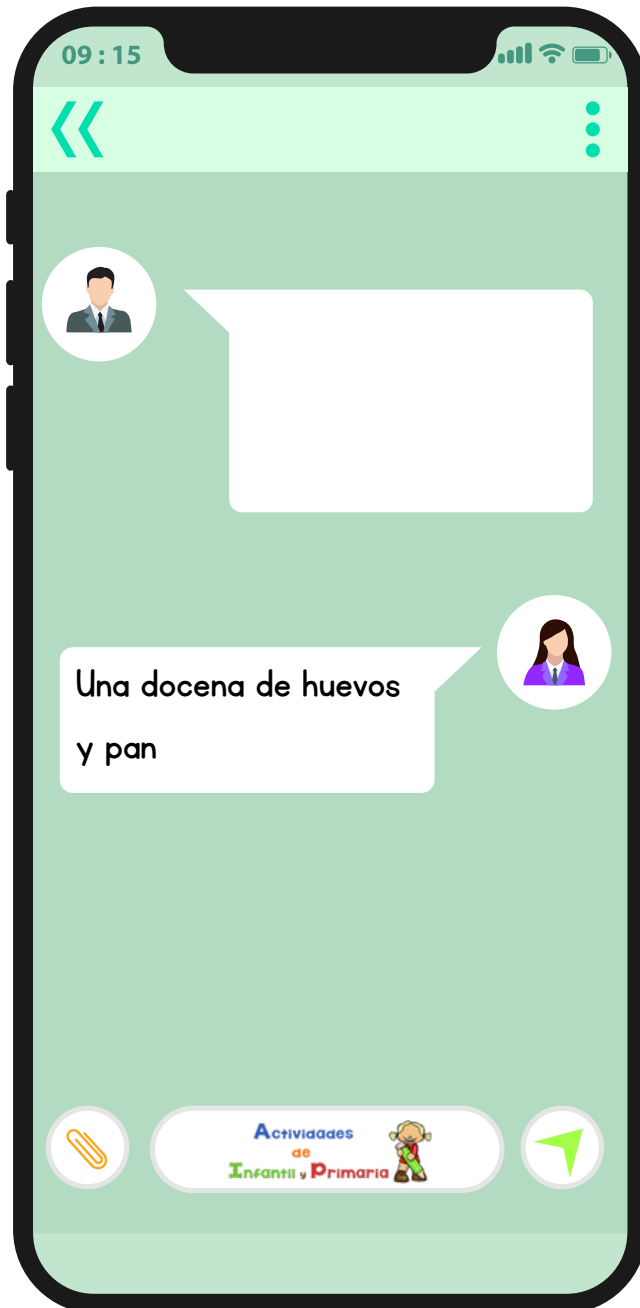 09:15
Una docena de huevos
y pan
Actividades
de
Infantil y Primaria